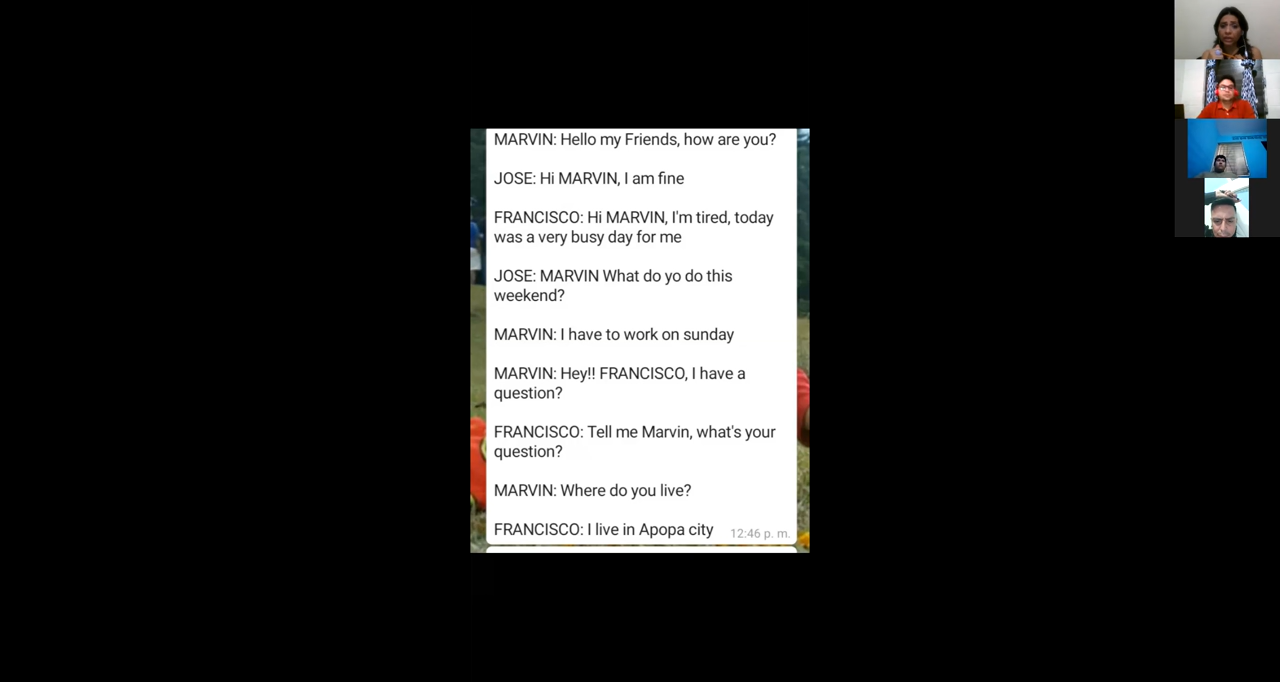 MARVIN: Hello my Friends, how are you?
JOSE: Hi MARVIN, I am fine
FRANCISCO: Hi MARVIN, I'm tired, today
was a very busy day for me
JOSE: MARVIN What do yo do this
weekend?
MARVIN: I have to work on sunday
MARVIN: Hey!! FRANCISCO, I have a
question?
FRANCISCO: Tell me Marvin, what's your
question?
MARVIN: Where do you live?
FRANCISCO: I live in Apopa city
12:46 p. m.